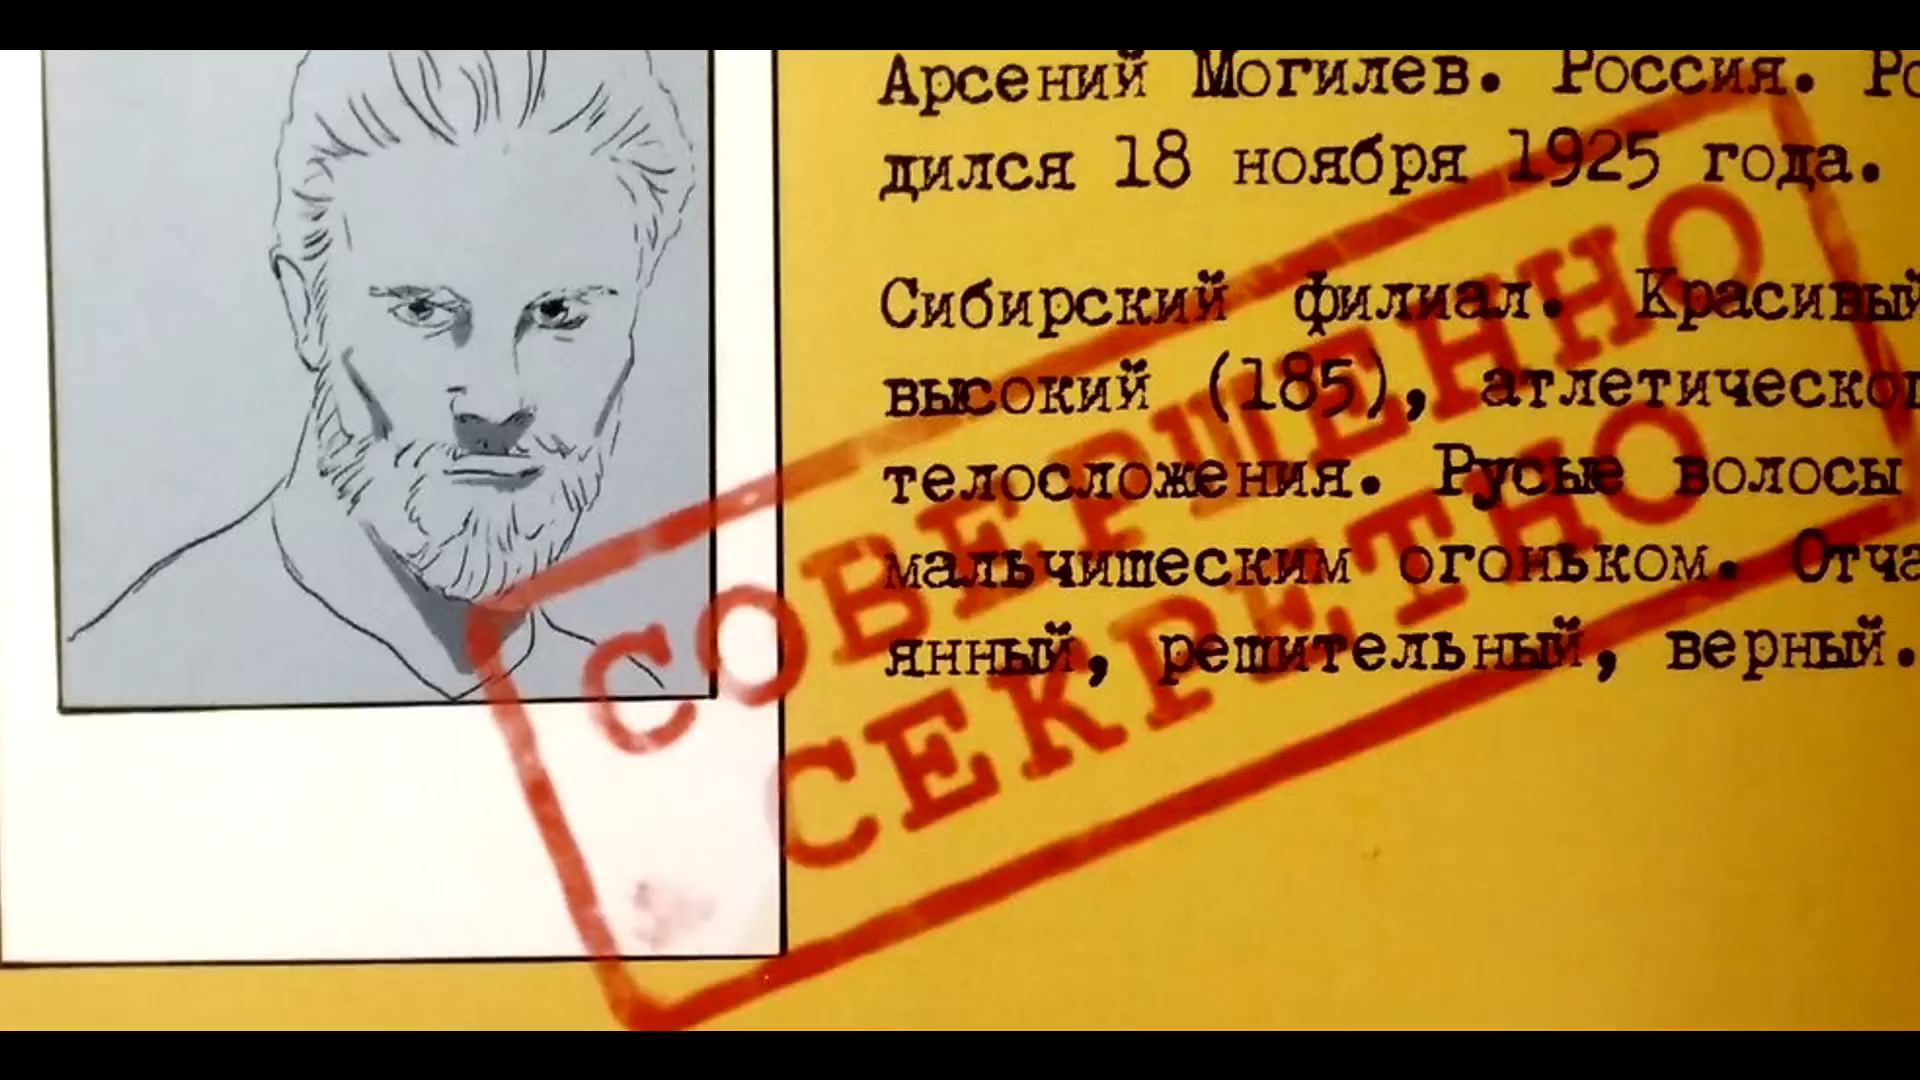 Арсений Могилев. Россия. Ро
дился 18 ноября 1925 года.
Сибирский филиал. Красивый
высокий (185), атлетическог
телосложения. Русые волосы
мальчишеским огоньком. Отча
янный, решительный, верный.
СОВЕРШЕННО
СЕКРЕТНО